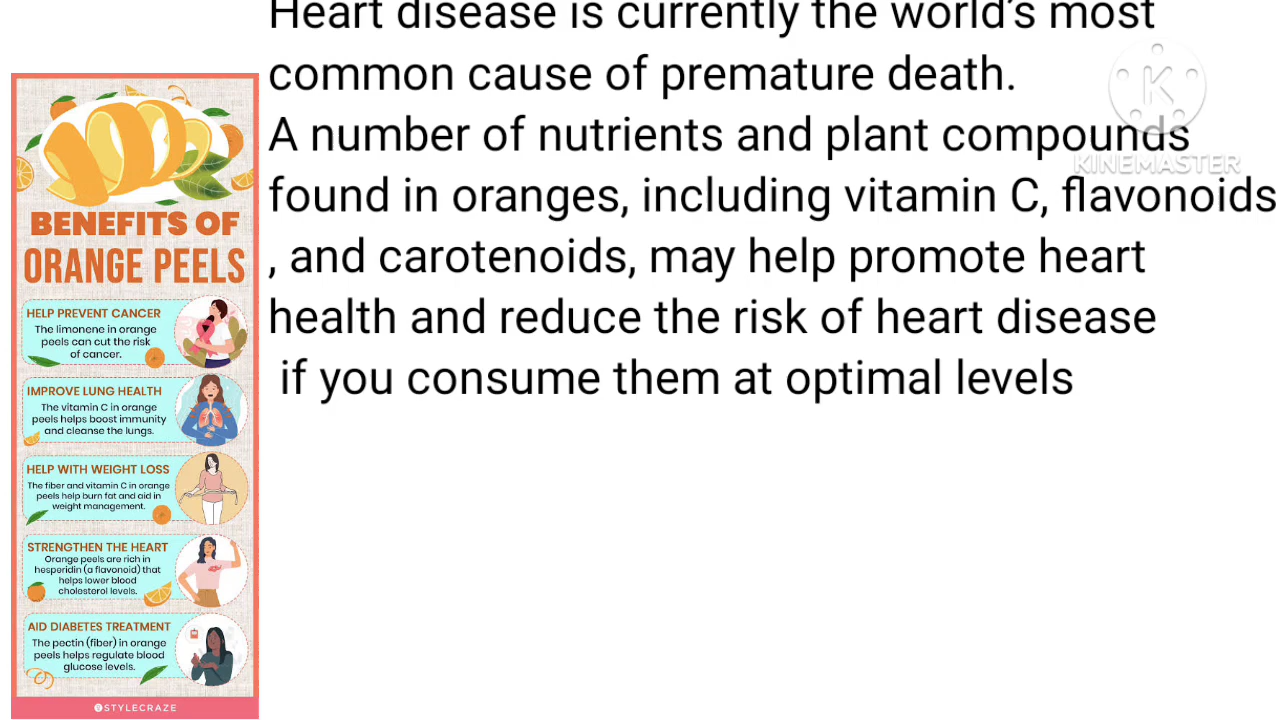 Heart disease is currently the world's most
common cause of premature death.
A number of nutrients and plant compounds
found in oranges, including vitamin C, flavonoids
, and carotenoids, may help promote heart
health and reduce the risk of heart disease
if you consume them at optimal levels
K
KINEMASTER
BENEFITS OF
ORANGE PEELS
HELP PREVENT CANCER
The limonene in orange
peels can cut the risk
of cancer.
IMPROVE LUNG HEALTH
The vitamin C in orange
peels helps boost immunity
and cleanse the lungs.
HELP WITH WEIGHT LOSS
The fiber and vitamin C in orange
peels help burn fat and aid in
weight management.
STRENGTHEN THE HEART
Orange peels are rich in
hesperidin (a flavonoid) that
helps lower blood
cholesterol levels.
AID DIABETES TREATMENT
The pectin (fiber) in orange
peels helps regulate blood
glucose levels.
STYLECRAZE